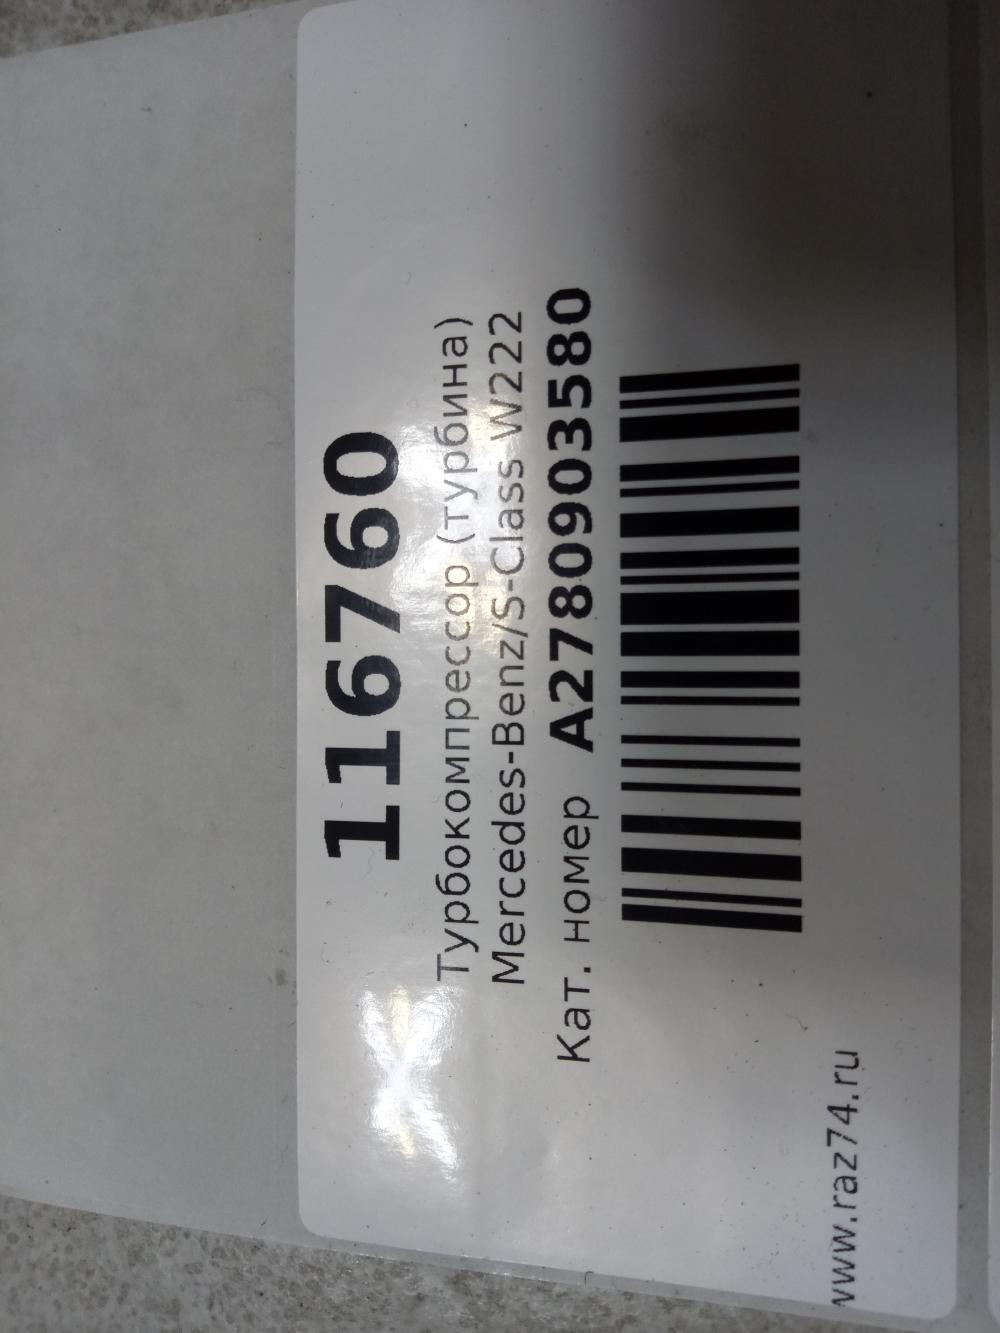 116760
Турбокомпрессор (турбина)
Mercedes-Benz/S-Class W222
Кат. номер A2780903580
www.raz74.ru